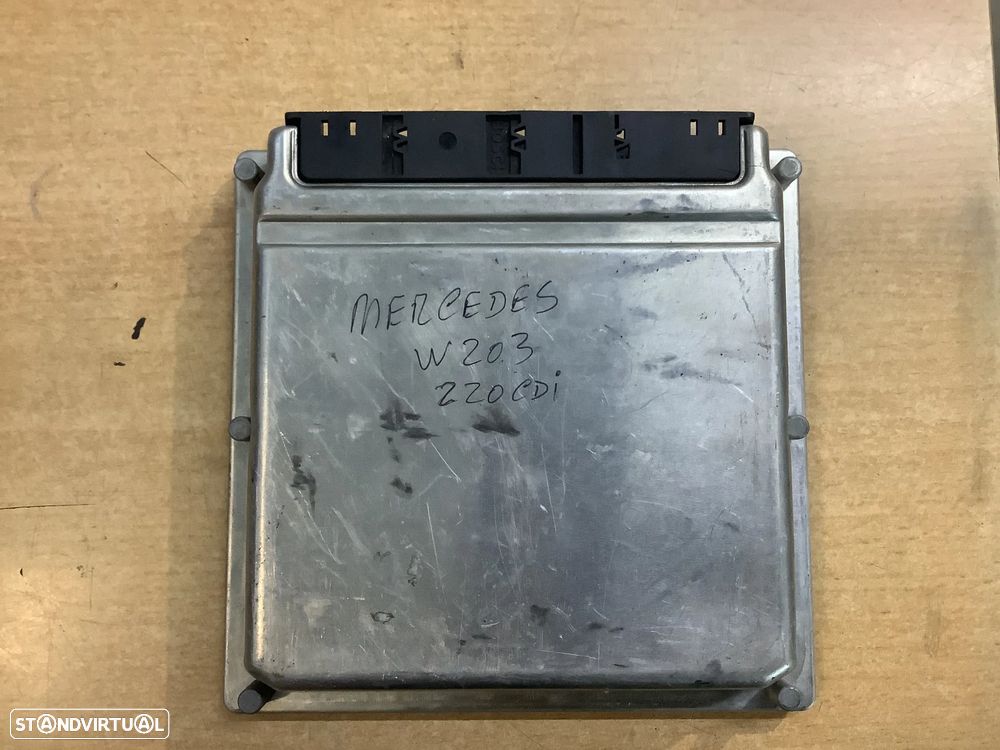 MERCEDES
W203
220CDi
STANDVIRTUAL